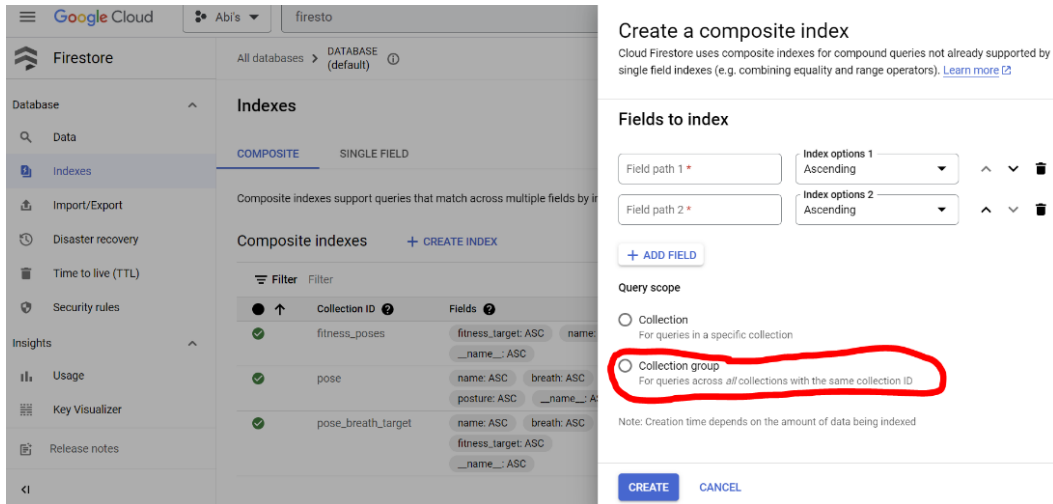 Google Cloud
Abi's
firesto
Firestore
Database
Data
Indexes
Import/Export
Disaster recovery
Time to live (TTL)
Security rules
Insights
Usage
Key Visualizer
Release notes
All databases > DATABASE
(default)
Indexes
COMPOSITE SINGLE FIELD
Composite indexes support queries that match across multiple fields by in
Composite indexes + CREATE INDEX
Filter Filter
Collection ID Fields
fitness_poses fitness_target: ASC name:
__name__: ASC
pose name: ASC breath: ASC
posture: ASC __name__: A
pose_breath_target name: ASC breath: ASC
fitness_target: ASC
__name__: ASC
Create a composite index
Cloud Firestore uses composite indexes for compound queries not already supported by
single field indexes (e.g. combining equality and range operators). Learn more
Fields to index
Index options 1
Field path 1 * Ascending
Index options 2
Field path 2 * Ascending
+ ADD FIELD
Query scope
Collection
For queries in a specific collection
Collection group
For queries across all collections with the same collection ID
Note: Creation time depends on the amount of data being indexed
CREATE CANCEL